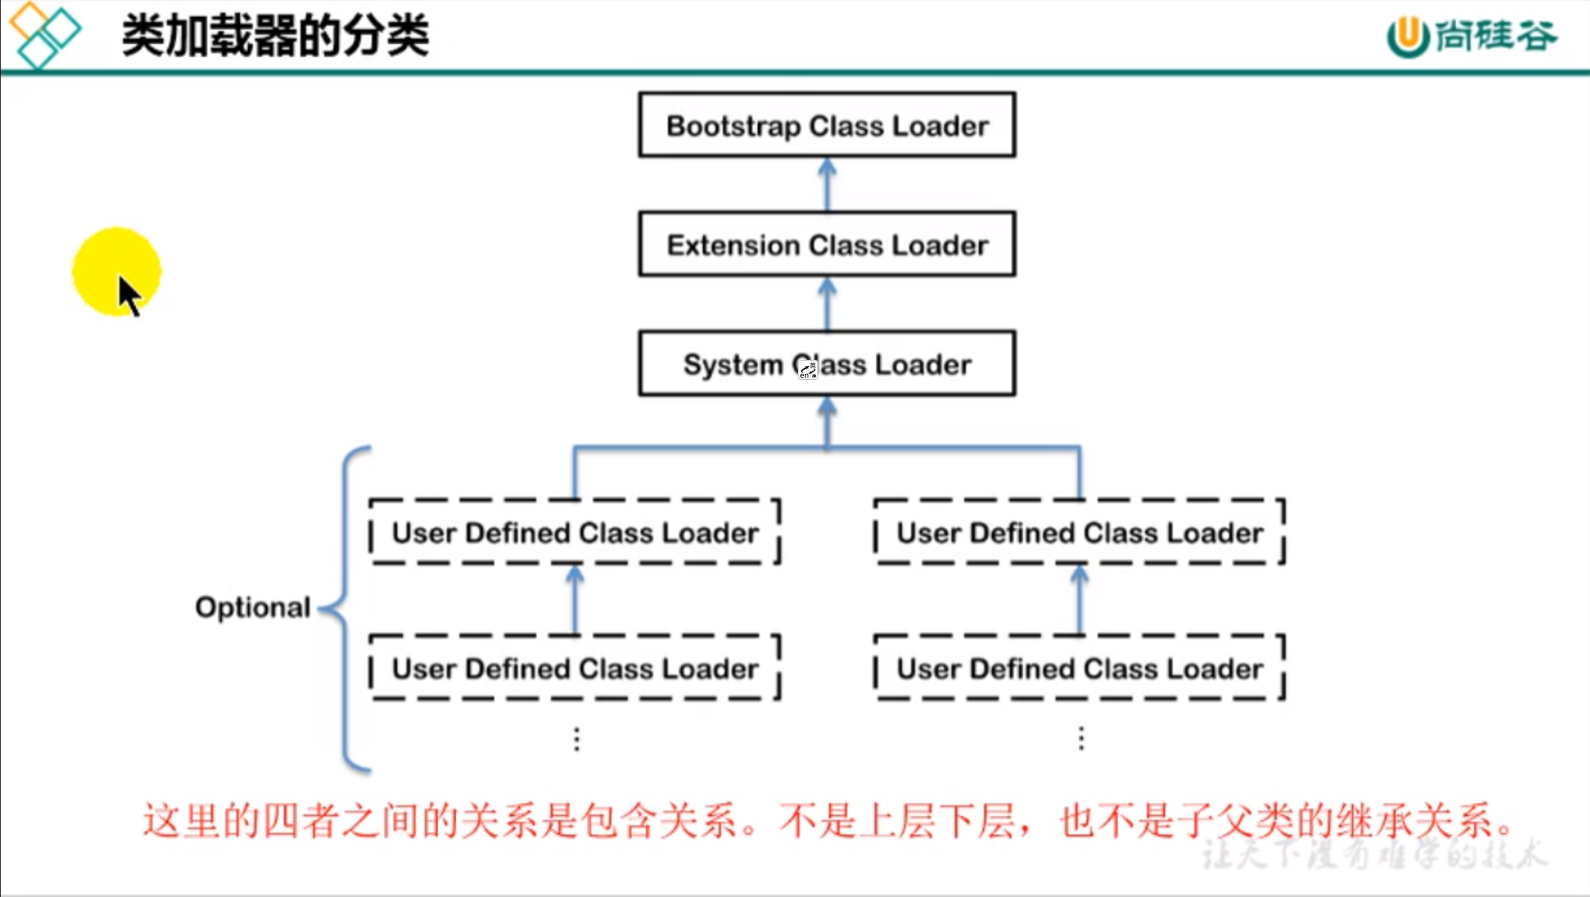 类加载器的分类
尚硅谷
Bootstrap Class Loader
Extension Class Loader
System Class Loader
User Defined Class Loader
User Defined Class Loader
Optional
User Defined Class Loader
User Defined Class Loader
⋮
⋮
这里的四者之间的关系是包含关系。不是上层下层，也不是子父类的继承关系。
让天下没有难学的技术